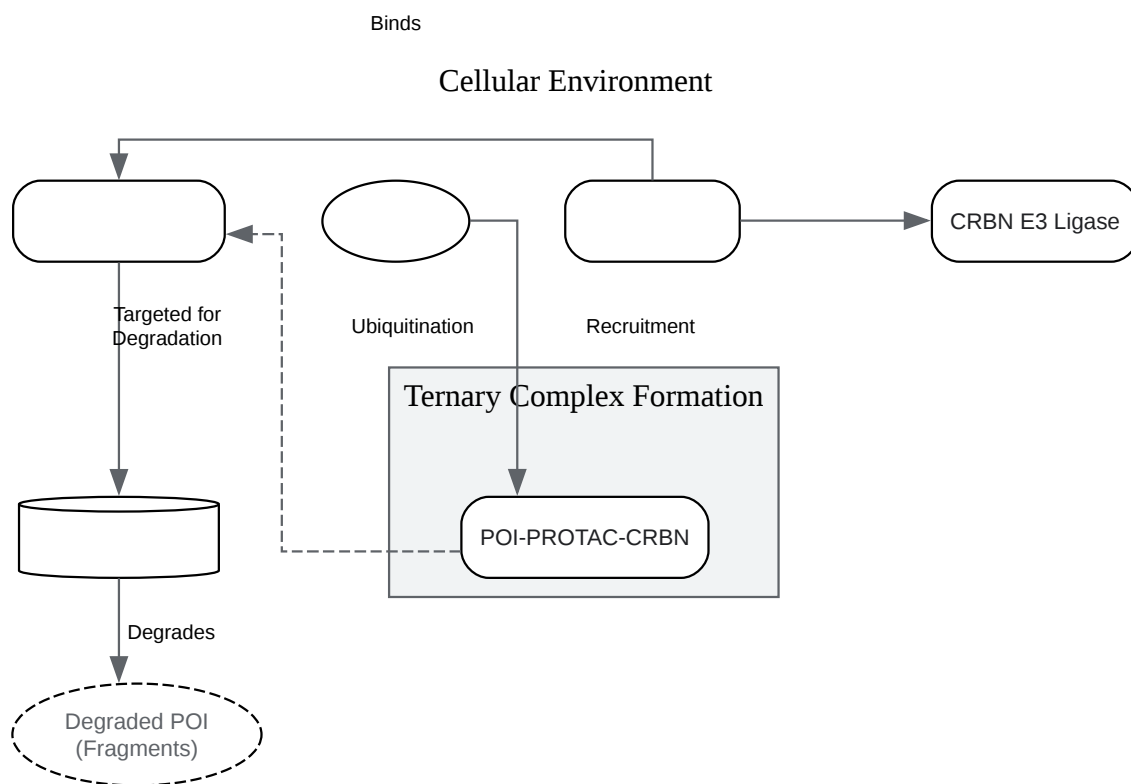 Binds
Cellular Environment
CRBN E3 Ligase
Targeted for
Degradation
Ubiquitination
Recruitment
Ternary Complex Formation
POI-PROTAC-CRBN
Degrades
Degraded POI
(Fragments)